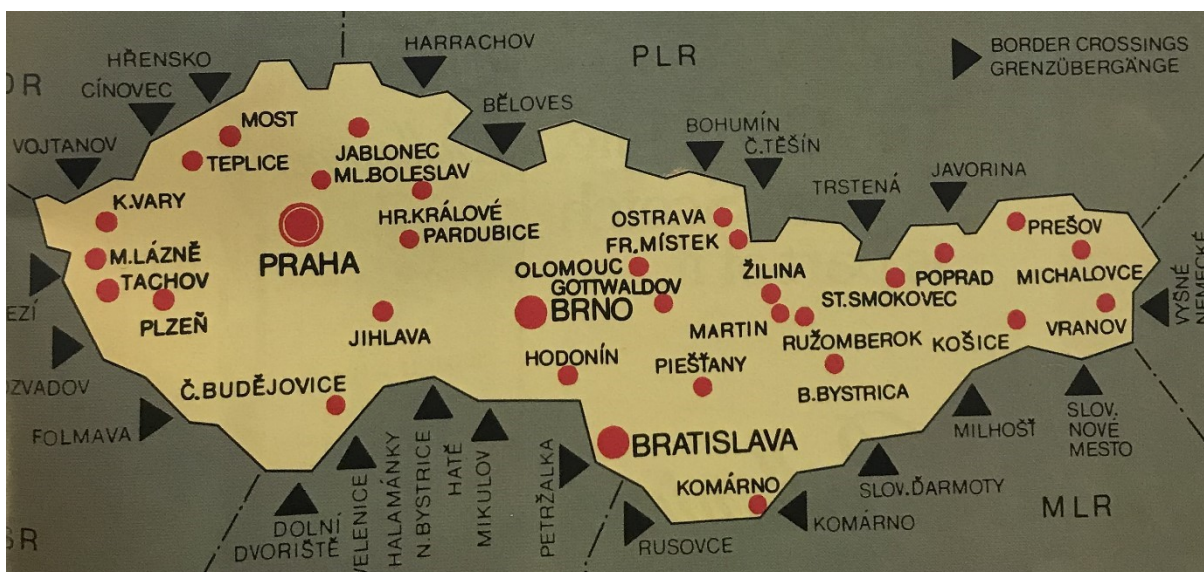 HARRACHOV
PLR
BORDER CROSSINGS
GRENZÜBERGÄNGE
HŘENSKO
CÍNOVEC
BĚLOVES
VOJTANOV
MOST
TEPLICE
JABLONEC
ML.BOLESLAV
BOHUMÍN
Č.TĚŠÍN
TRSTENÁ
JAVORINA
K.VARY
HR.KRÁLOVÉ
PARDUBICE
OSTRAVA
FR.MÍSTEK
PREŠOV
M.LÁZNĚ
TACHOV
PRAHA
OLOMOUC
GOTTWALDOV
ŽILINA
POPRAD
MICHALOVCE
ST.SMOKOVEC
VYŠNÉ
NEMECKÉ
PLZEŇ
JIHLAVA
BRNO
MARTIN
RUŽOMBEROK
KOŠICE
VRANOV
HODONÍN
PIEŠŤANY
B.BYSTRICA
Č.BUDĚJOVICE
FOLMAVA
BRATISLAVA
MILHOŠŤ
SLOV.
NOVÉ
MESTO
KOMÁRNO
SLOV.ĎARMOTY
MLR
DOLNÍ
DVORIŠTĚ
HALAMÁNKY
N.BYSTRICE
HATĚ
MIKULOV
PETRŽALKA
RUSOVCE
KOMÁRNO